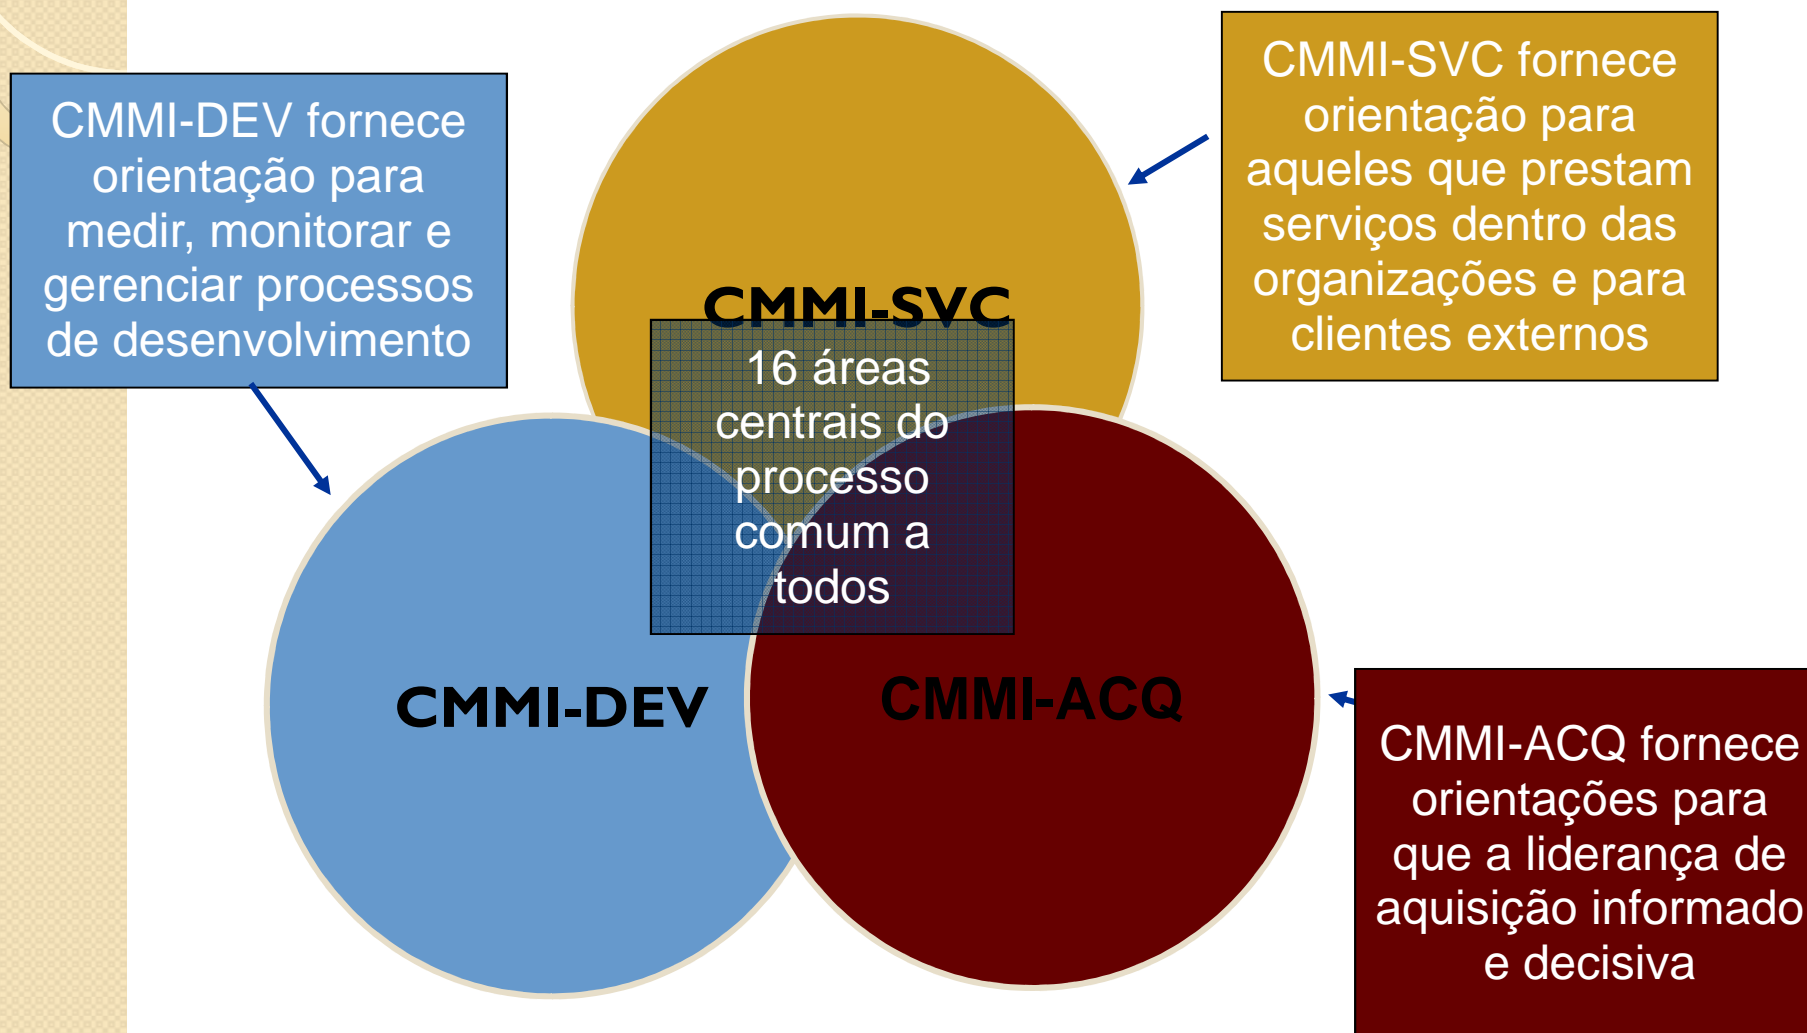 CMMI-DEV fornece
orientação para
medir, monitorar e
gerenciar processos
de desenvolvimento
CMMI-SVC fornece
orientação para
aqueles que prestam
serviços dentro das
organizações e para
clientes externos
CMMI-SVC
16 áreas
centrais do
processo
comum a
todos
CMMI-DEV
CMMI-ACQ
CMMI-ACQ fornece
orientações para
que a liderança de
aquisição informado
e decisiva